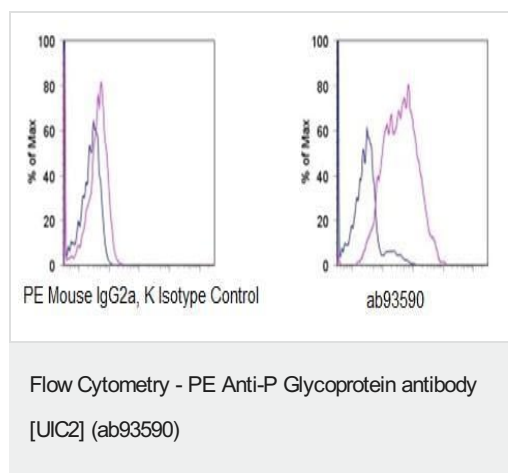 100
80
60
40
20
0
% of Max
PE Mouse IgG2a, K Isotype Control
100
80
60
40
20
0
% of Max
ab93590
Flow Cytometry - PE Anti-P Glycoprotein antibody
[UIC2] (ab93590)